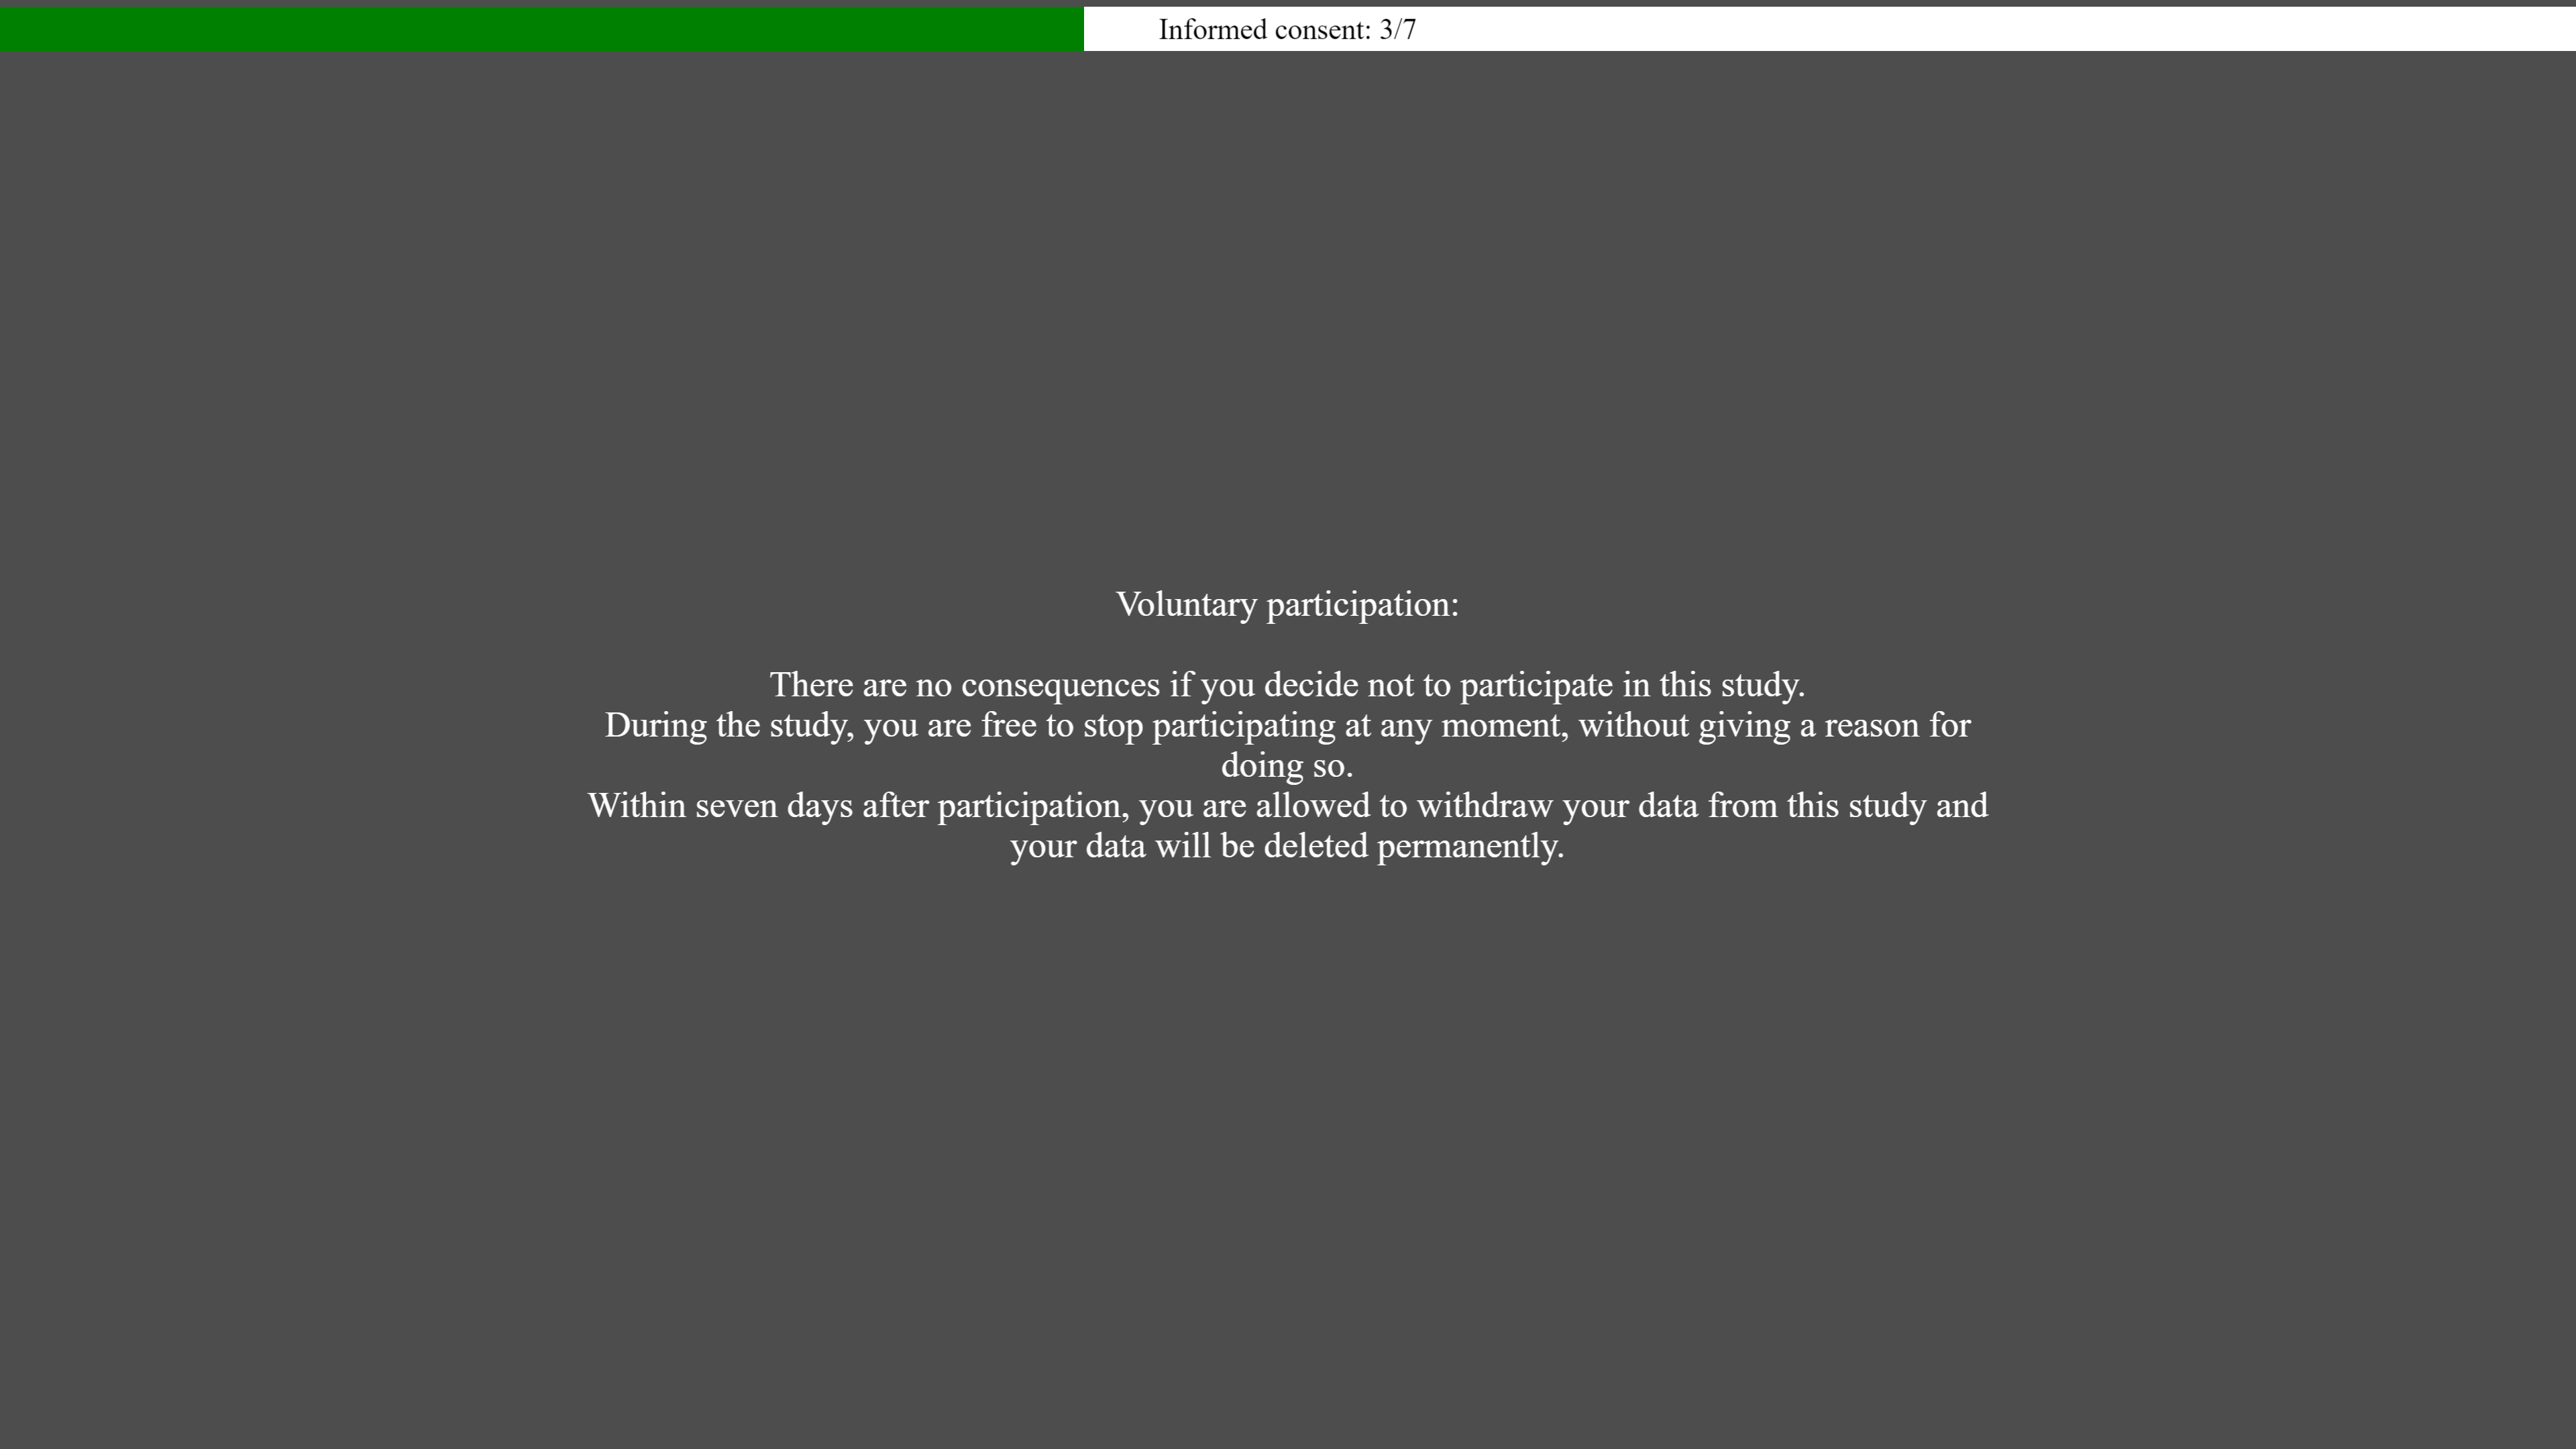 Informed consent: 3/7
Voluntary participation:
There are no consequences if you decide not to participate in this study.
During the study, you are free to stop participating at any moment, without giving a reason for
doing so.
Within seven days after participation, you are allowed to withdraw your data from this study and
your data will be deleted permanently.